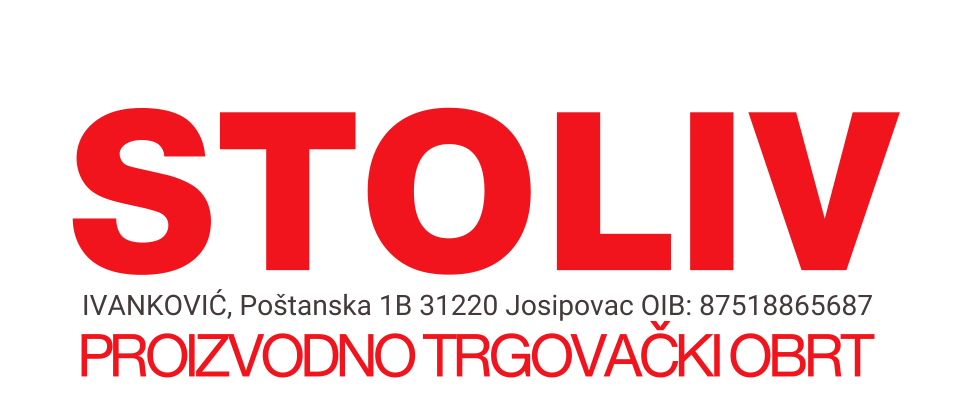 STOLIV
IVANKOVIĆ, Poštanska 1B 31220 Josipovac OIB: 87518865687
PROIZVODNO TRGOVAČKI OBRT